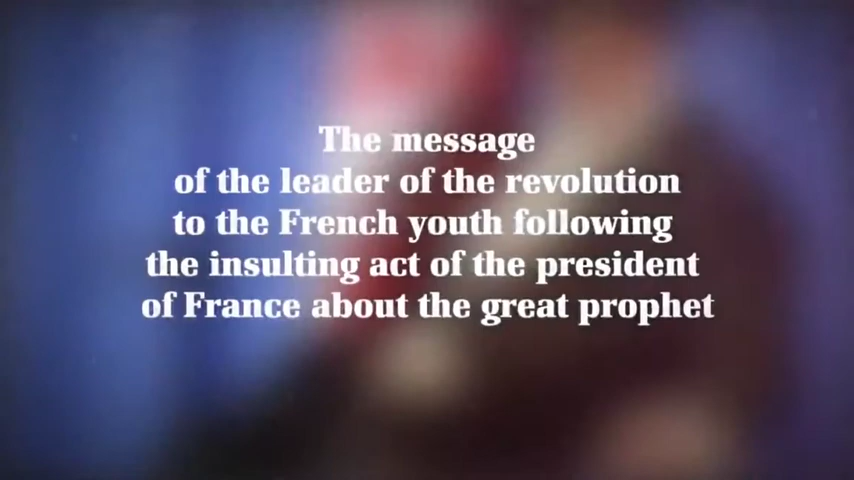 The message
of the leader of the revolution
to the French youth following
the insulting act of the president
of France about the great prophet